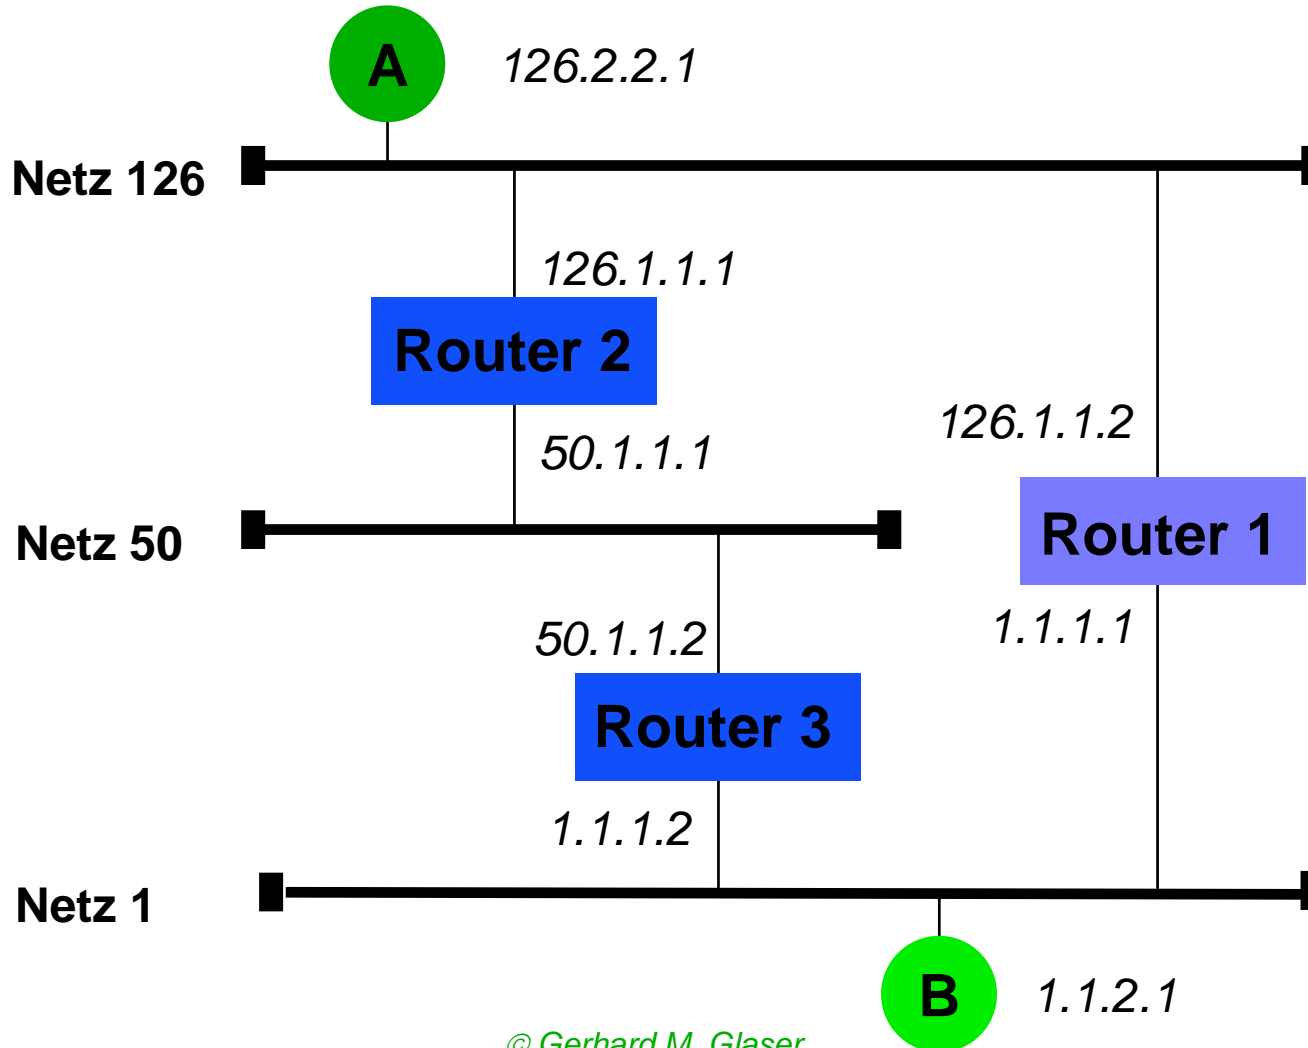 A
126.2.2.1
Netz 126
126.1.1.1
Router 2
126.1.1.2
50.1.1.1
Router 1
Netz 50
50.1.1.2
1.1.1.1
Router 3
1.1.1.2
Netz 1
B
1.1.2.1
© Gerhard M. Glaser